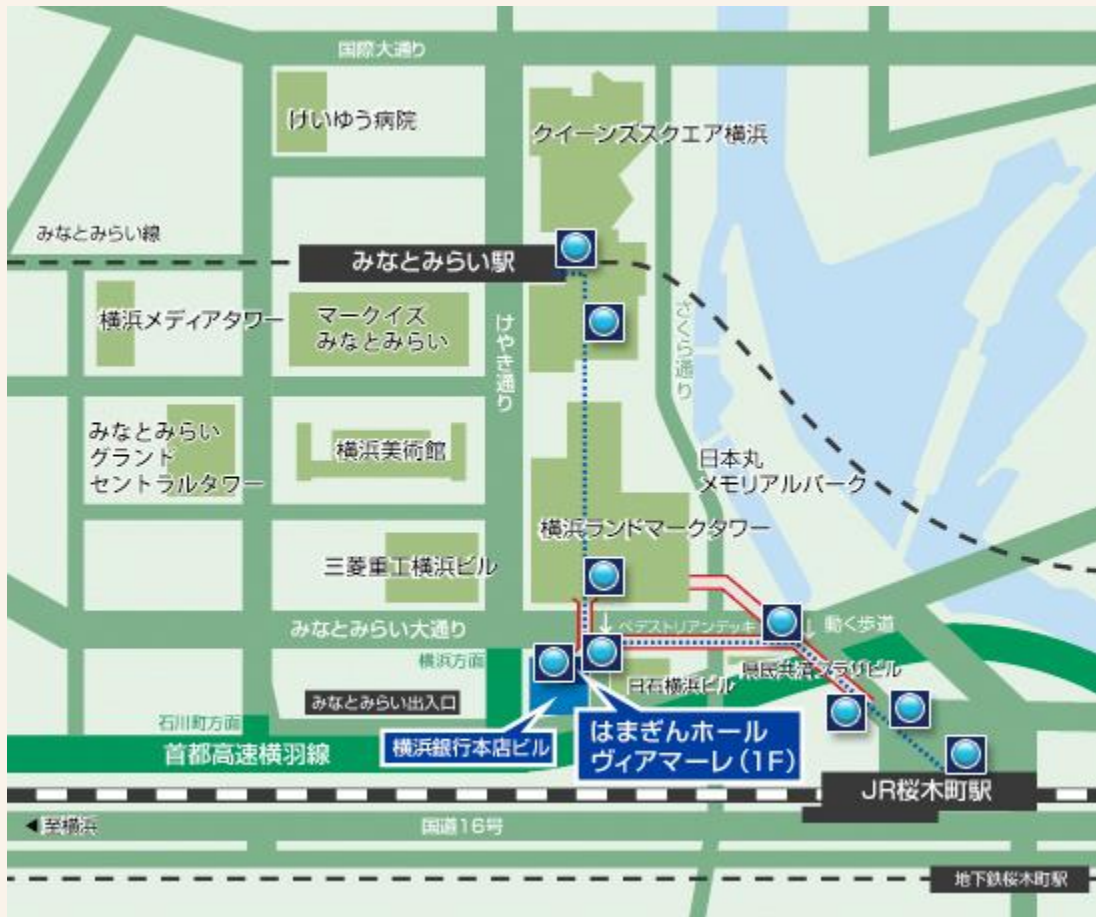 国際大通り
けいゆう病院
クイーンズスクエア横浜
みなとみらい線
みなとみらい駅
横浜メディアタワー
マークイズ
みなとみらい
けやき通り
さくら通り
みなとみらい
グランド
セントラルタワー
横浜美術館
日本丸
メモリアルパーク
横浜ランドマークタワー
三菱重工横浜ビル
みなとみらい大通り
↓ペデストリアンデッキ
↓動く歩道
横浜方面
日石横浜ビル
県民共済プラザビル
みなとみらい出入口
石川町方面
首都高速横羽線
横浜銀行本店ビル
はまぎんホール
ヴィアマーレ(1F)
JR桜木町駅
◀至横浜
国道16号
地下鉄桜木町駅